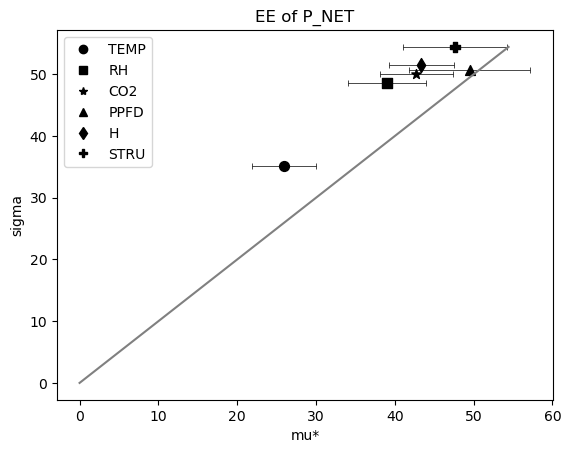 EE of P_NET
TEMP
RH
CO2
PPFD
H
STRU
50
40
30
20
10
0
sigma
0 10 20 30 40 50 60
mu*